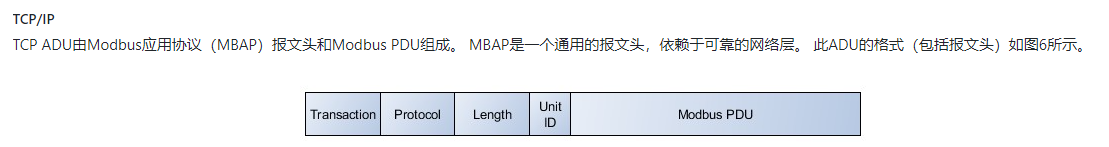 TCP/IP
TCP ADU由Modbus应用协议（MBAP）报文头和Modbus PDU组成。 MBAP是一个通用的报文头，依赖于可靠的网络层。 此ADU的格式（包括报文头）如图6所示。
Transaction Protocol Length Unit ID Modbus PDU